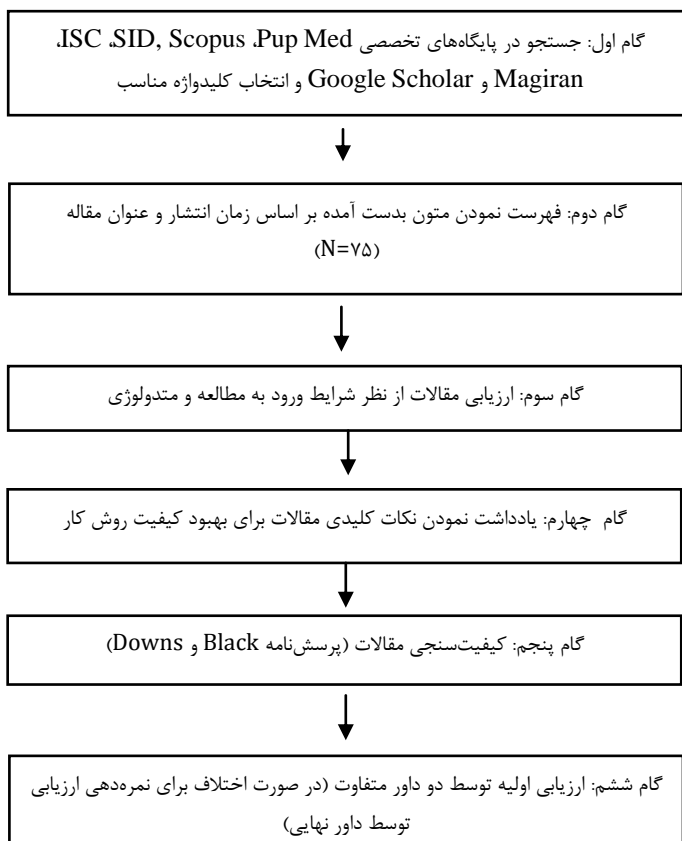 گام اول: جستجو در پایگاه‌های تخصصی ISC ،SID, Scopus ،Pup Med،
Magiran و Google Scholar و انتخاب کلیدواژه مناسب
گام دوم: فهرست نمودن متون بدست آمده بر اساس زمان انتشار و عنوان مقاله
(N=۷۵)
گام سوم: ارزیابی مقالات از نظر شرایط ورود به مطالعه و متدولوژی
گام چهارم: یادداشت نمودن نکات کلیدی مقالات برای بهبود کیفیت روش کار
گام پنجم: کیفیت‌سنجی مقالات (پرسش‌نامه Black و Downs)
گام ششم: ارزیابی اولیه توسط دو داور متفاوت (در صورت اختلاف برای نمره‌دهی ارزیابی
توسط داور نهایی)